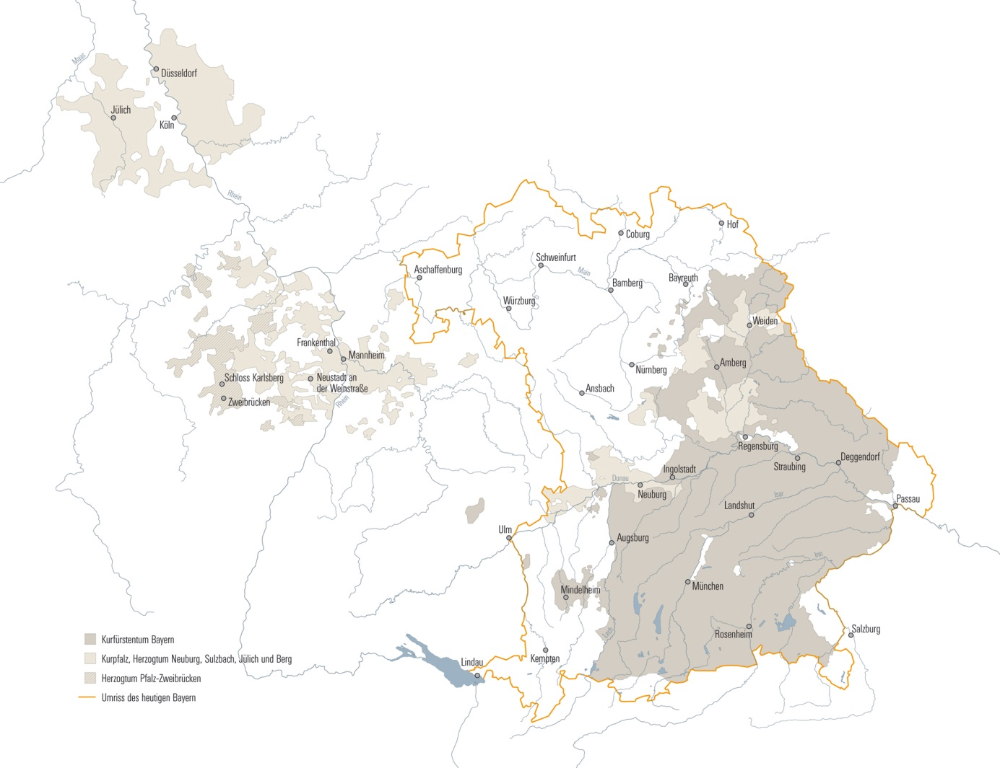 Maas
Düsseldorf
Jülich
Köln
Rhein
Hof
Coburg
Schweinfurt
Aschaffenburg
Main
Bayreuth
Bamberg
Würzburg
Weiden
Frankenthal
Mannheim
Amberg
Nürnberg
Schloss Karlsberg
Neustadt an
der Weinstraße
Ansbach
Zweibrücken
Rhein
Regensburg
Deggendorf
Straubing
Ingolstadt
Donau
Neuburg
Isar
Passau
Landshut
Ulm
Augsburg
Inn
München
Mindelheim
Salzburg
Rosenheim
Lech
Kurfürstentum Bayern
Kurpfalz, Herzogtum Neuburg, Sulzbach, Jülich und Berg
Kempten
Lindau
Herzogtum Pfalz-Zweibrücken
Umriss des heutigen Bayern